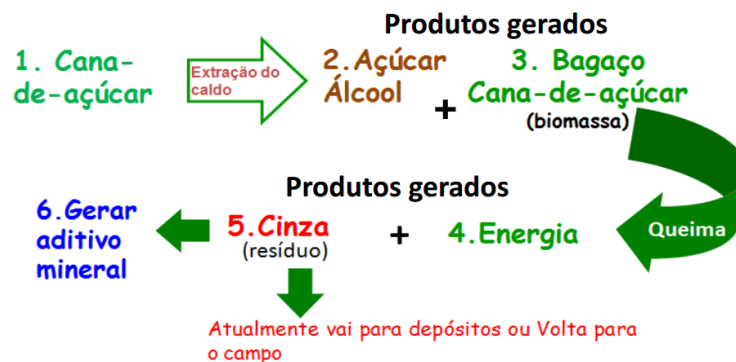 Produtos gerados
1. Cana-
de-açúcar
Extração do
caldo
2.Açúcar
Álcool
+
3. Bagaço
Cana-de-açúcar
(biomassa)
Queima
Produtos gerados
4.Energia
+
5.Cinza
(resíduo)
6.Gerar
aditivo
mineral
Atualmente vai para depósitos ou Volta para
o campo